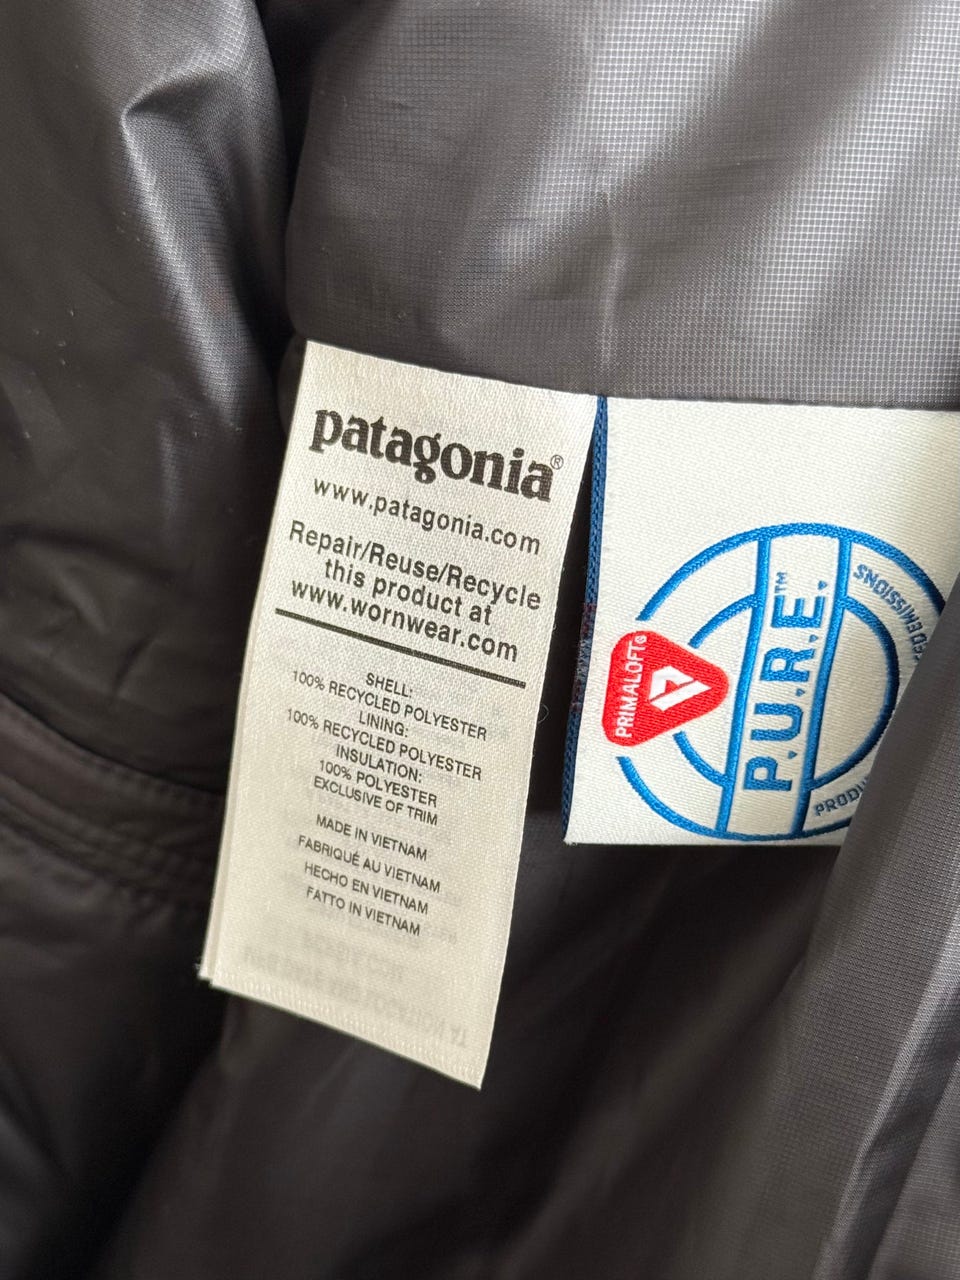 patagonia®
www.patagonia.com
Repair/Reuse/Recycle
this product at
www.wornwear.com
SHELL:
100% RECYCLED POLYESTER
LINING:
100% RECYCLED POLYESTER
INSULATION:
100% POLYESTER
EXCLUSIVE OF TRIM
MADE IN VIETNAM
FABRIQUÉ AU VIETNAM
HECHO EN VIETNAM
FATTO IN VIETNAM
PRIMALOFT®
P.U.R.E.™